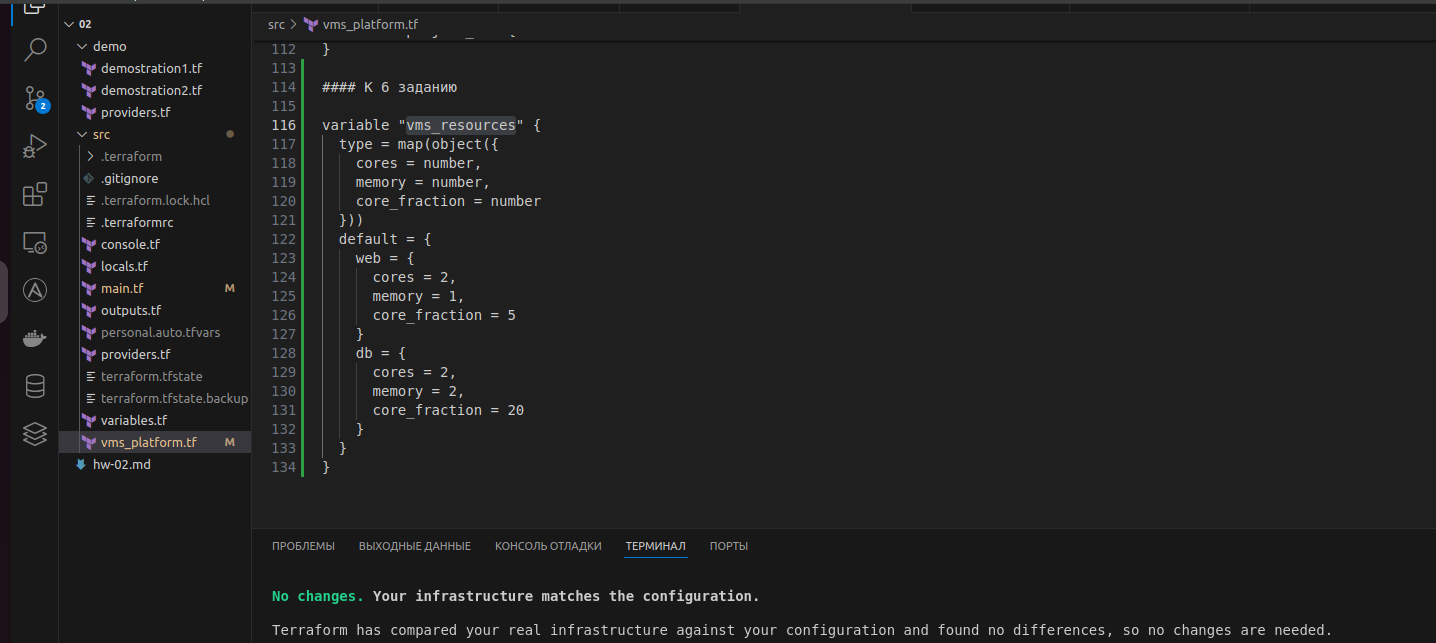 02
demo
demostration1.tf
demostration2.tf
providers.tf
src
.terraform
.gitignore
.terraform.lock.hcl
.terraformrc
console.tf
locals.tf
main.tf M
outputs.tf
personal.auto.tfvars
providers.tf
terraform.tfstate
terraform.tfstate.backup
variables.tf
vms_platform.tf M
hw-02.md
2
src > vms_platform.tf
112 }
113
114 #### К 6 заданию
115
116 variable "vms_resources" {
117 type = map(object({
118 cores = number,
119 memory = number,
120 core_fraction = number
121 }))
122 default = {
123 web = {
124 cores = 2,
125 memory = 1,
126 core_fraction = 5
127 }
128 db = {
129 cores = 2,
130 memory = 2,
131 core_fraction = 20
132 }
133 }
134 }
ПРОБЛЕМЫ ВЫХОДНЫЕ ДАННЫЕ КОНСОЛЬ ОТЛАДКИ ТЕРМИНАЛ ПОРТЫ
No changes. Your infrastructure matches the configuration.
Terraform has compared your real infrastructure against your configuration and found no differences, so no changes are needed.